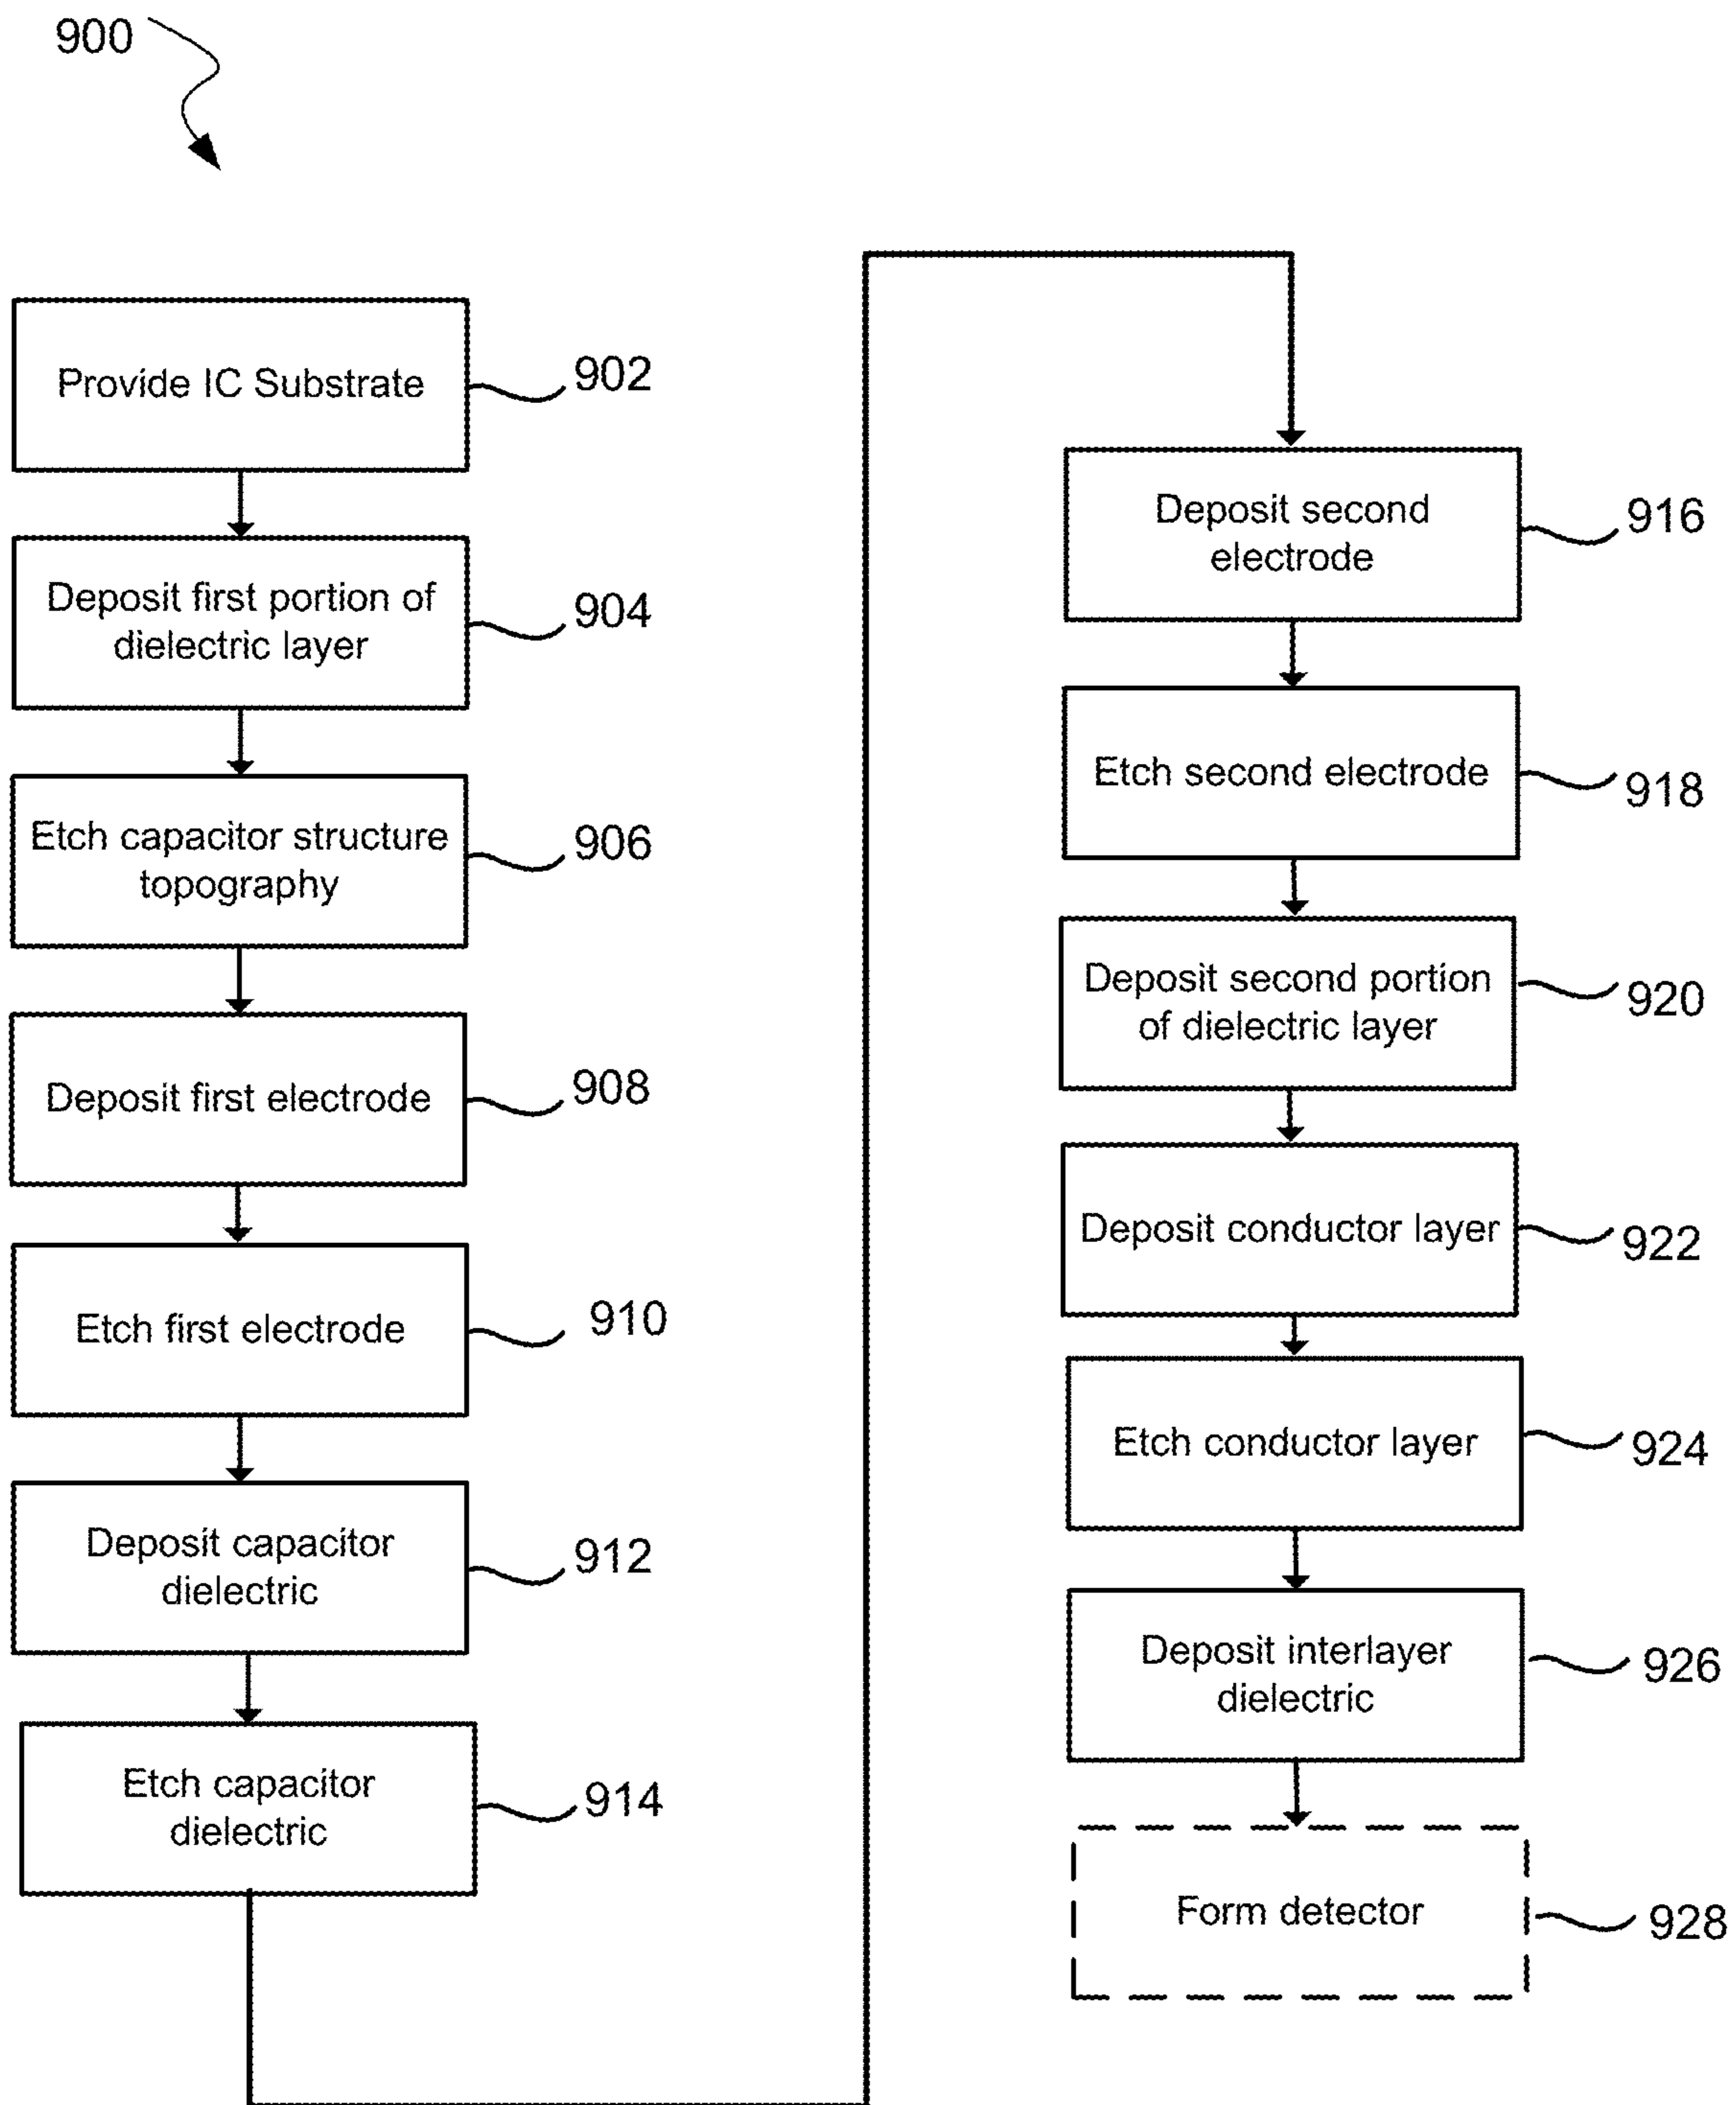 900
Provide IC Substrate
902
Deposit first portion of
dielectric layer
904
Etch capacitor structure
topography
906
Deposit first electrode
908
Etch first electrode
910
Deposit capacitor
dielectric
912
Etch capacitor
dielectric
914
Deposit second
electrode
916
Etch second electrode
918
Deposit second portion
of dielectric layer
920
Deposit conductor layer
922
Etch conductor layer
924
Deposit interlayer
dielectric
926
Form detector
928